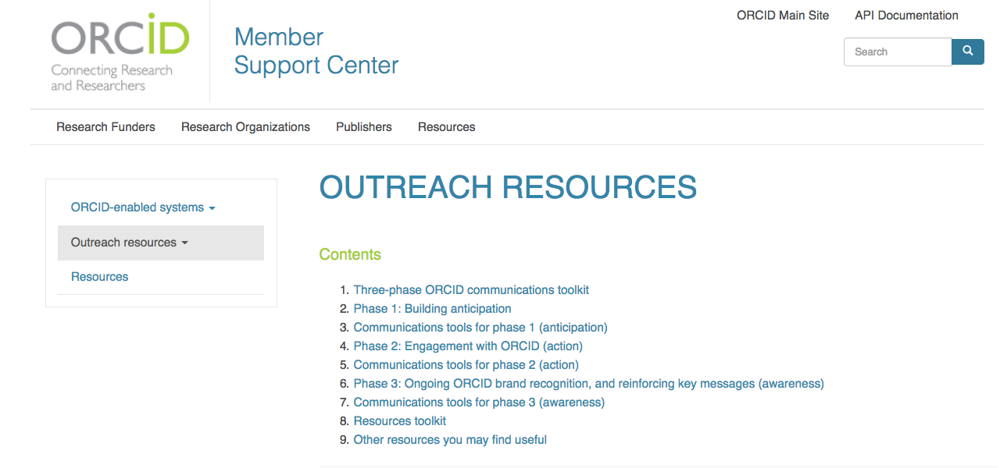 ORCID Main Site
API Documentation
ORCiD
Connecting Research
and Researchers
Member
Support Center
Search
Research Funders
Research Organizations
Publishers
Resources
ORCID-enabled systems
Outreach resources
Resources
OUTREACH RESOURCES
Contents
1. Three-phase ORCID communications toolkit
2. Phase 1: Building anticipation
3. Communications tools for phase 1 (anticipation)
4. Phase 2: Engagement with ORCID (action)
5. Communications tools for phase 2 (action)
6. Phase 3: Ongoing ORCID brand recognition, and reinforcing key messages (awareness)
7. Communications tools for phase 3 (awareness)
8. Resources toolkit
9. Other resources you may find useful